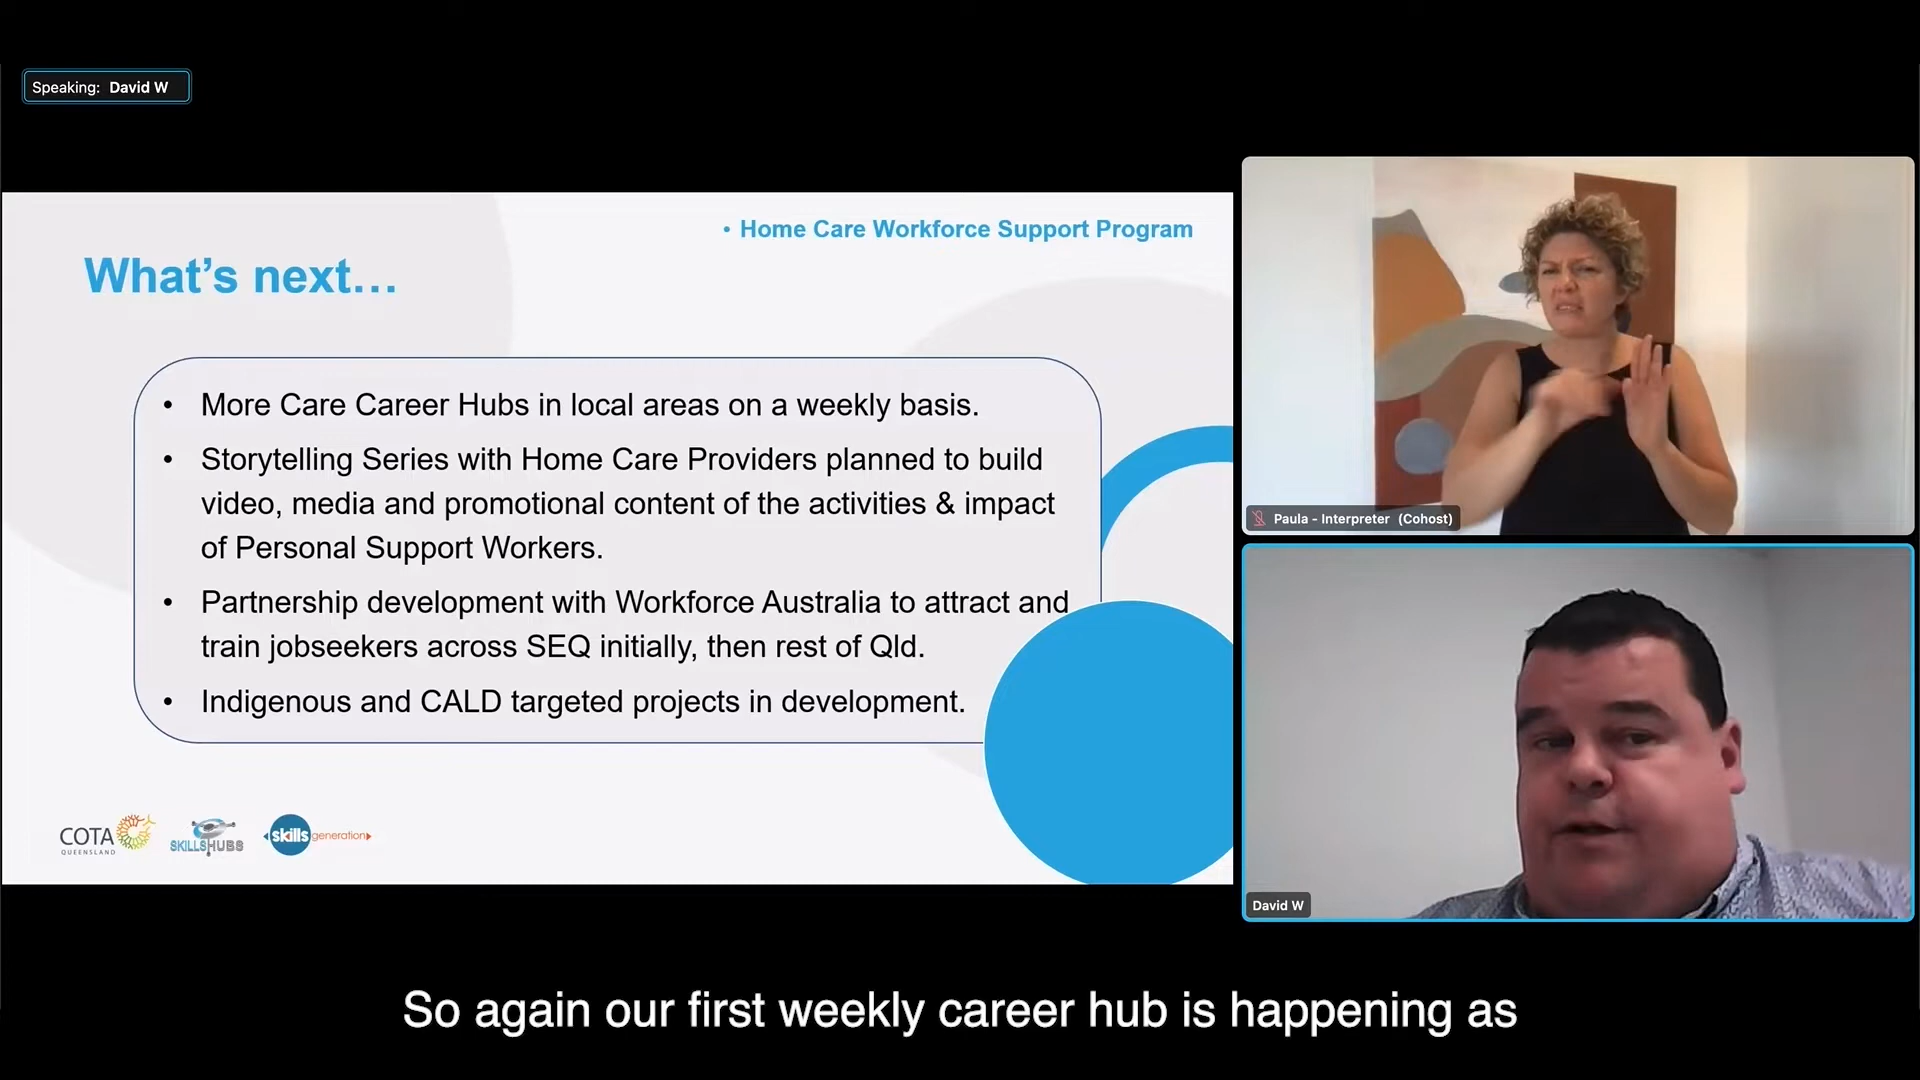 Speaking: David W
• Home Care Workforce Support Program
What’s next…
• More Care Career Hubs in local areas on a weekly basis.
• Storytelling Series with Home Care Providers planned to build
video, media and promotional content of the activities & impact
of Personal Support Workers.
• Partnership development with Workforce Australia to attract and
train jobseekers across SEQ initially, then rest of Qld.
• Indigenous and CALD targeted projects in development.
COTA
QUEENSLAND
SKILLSHUBS
skills generation
Paula - Interpreter (Cohost)
David W
So again our first weekly career hub is happening as